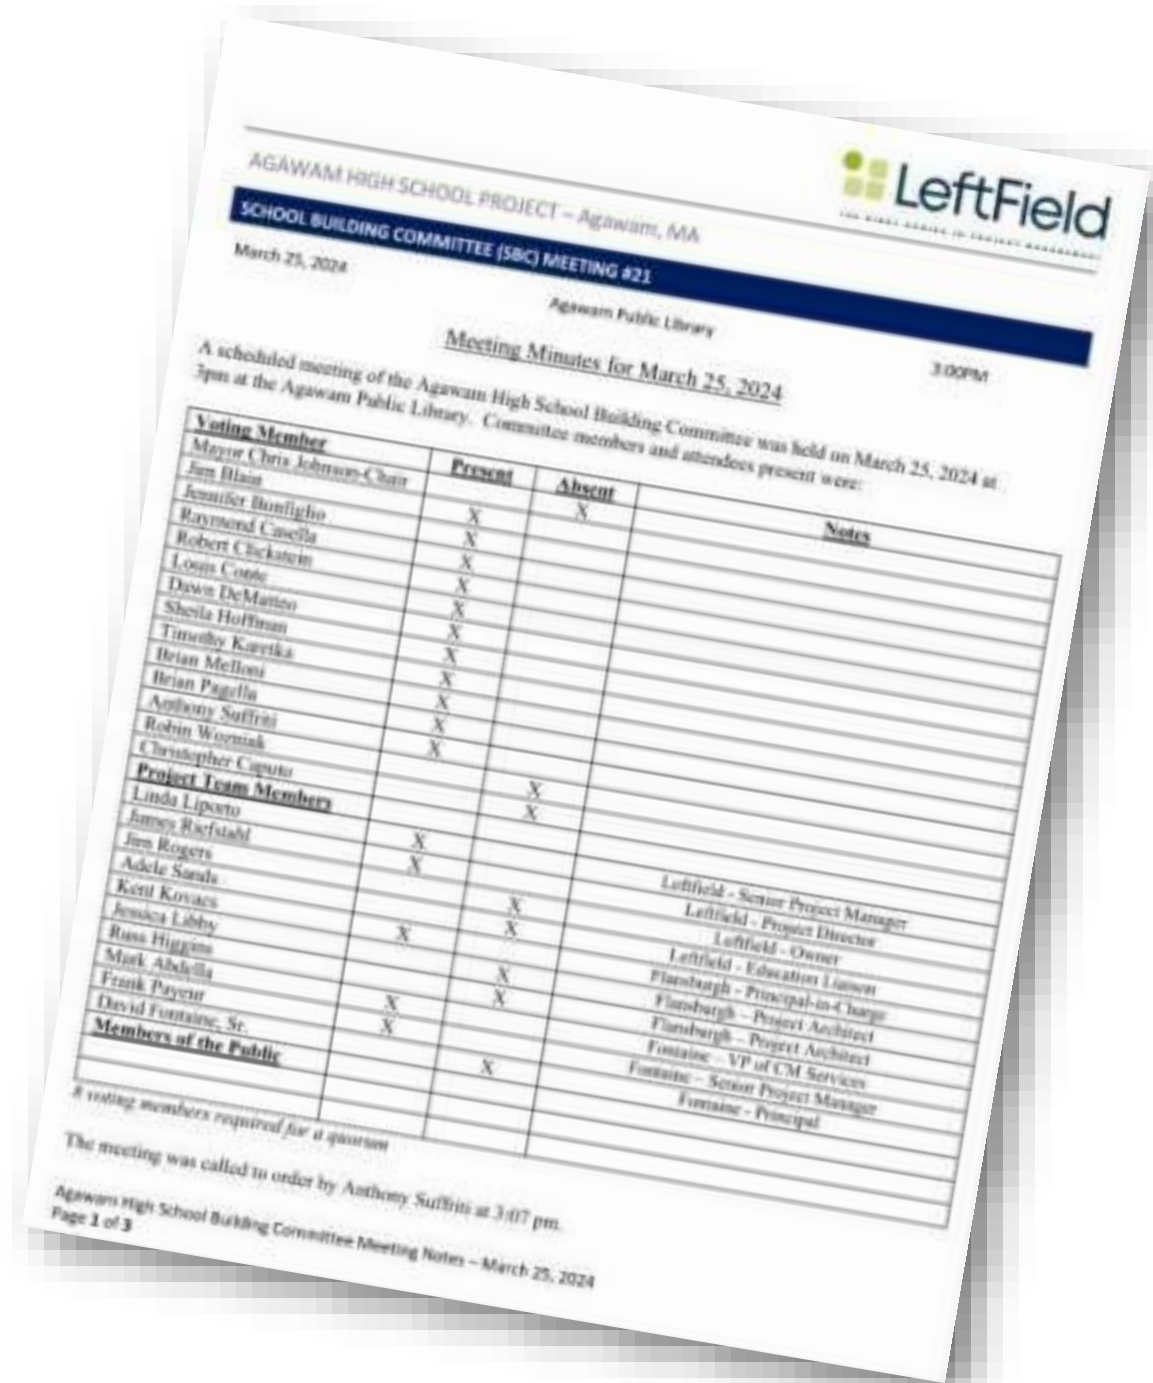 LeftField
AGAWAM HIGH SCHOOL PROJECT – Agawam, MA
SCHOOL BUILDING COMMITTEE (SBC) MEETING #21
March 25, 2024 Agawam Public Library 3:00PM
Meeting Minutes for March 25, 2024
A scheduled meeting of the Agawam High School Building Committee was held on March 25, 2024 at
3pm at the Agawam Public Library. Committee members and attendees present were:
Voting Member Present Absent Notes
Mayor Chris Johnson-Chair X
Jim Blain X
Jennifer Bonfiglio X
Raymond Casella X
Robert Clickstein X
Louis Conte X
Dawn DeMatteo X
Sheila Hoffman X
Timothy Karetka X
Brian Melloni X
Brian Pagella X
Anthony Suffriti X
Robin Wozniak X
Christopher Caputo X
Project Team Members
Linda Liporto X Leftfield - Senior Project Manager
James Riefstahl X Leftfield - Project Director
Jim Rogers X Leftfield - Owner
Adele Sands X Leftfield - Education Liaison
Kent Kovacs X Flansburgh - Principal-in-Charge
Jessica Libby X Flansburgh – Project Architect
Russ Higgins X Flansburgh – Project Architect
Mark Abdella X Fontaine – VP of CM Services
Frank Payeur X Fontaine – Senior Project Manager
David Fontaine, Sr. X Fontaine - Principal
Members of the Public
8 voting members required for a quorum
The meeting was called to order by Anthony Suffriti at 3:07 pm.
Agawam High School Building Committee Meeting Notes – March 25, 2024
Page 1 of 3